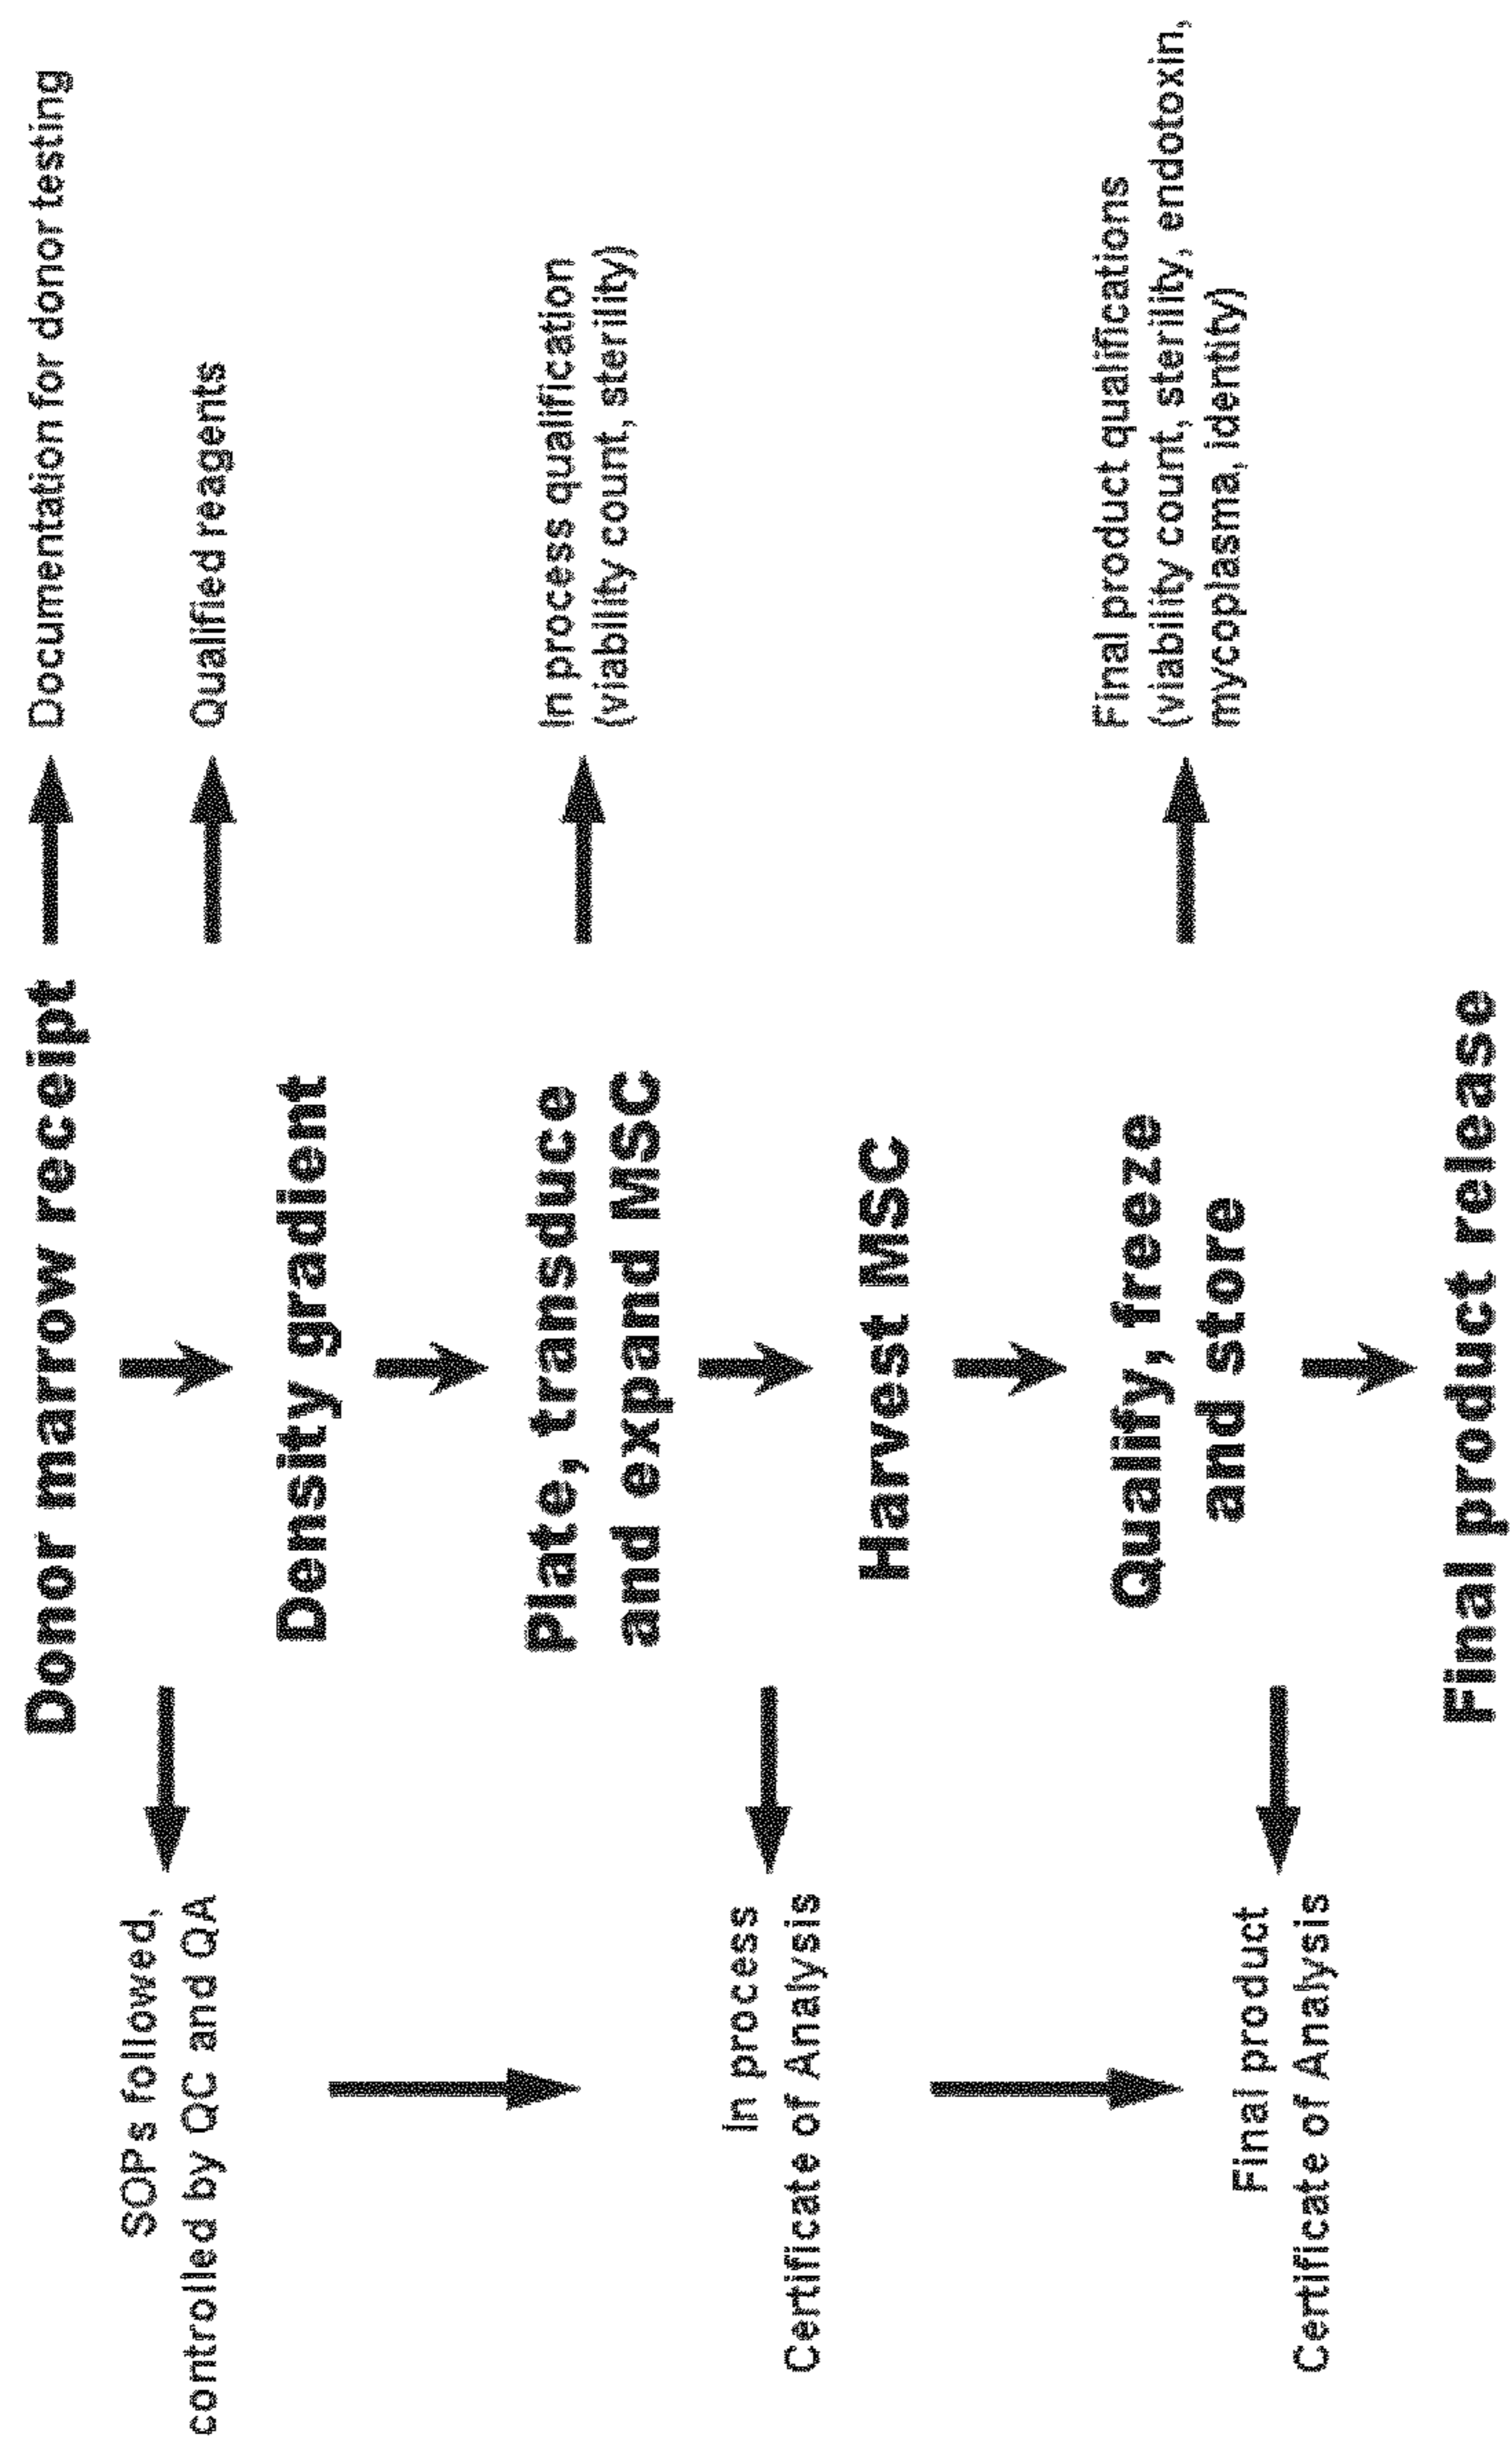 Donor marrow receipt
Documentation for donor testing
SOPs followed,
controlled by QC and QA
Qualified reagents
Density gradient
Plate, transduce
and expand MSC
In process qualification
(viability count, sterility)
In process
Certificate of Analysis
Harvest MSC
Qualify, freeze
and store
Final product qualifications
(viability count, sterility, endotoxin,
mycoplasma, identity)
Final product
Certificate of Analysis
Final product release